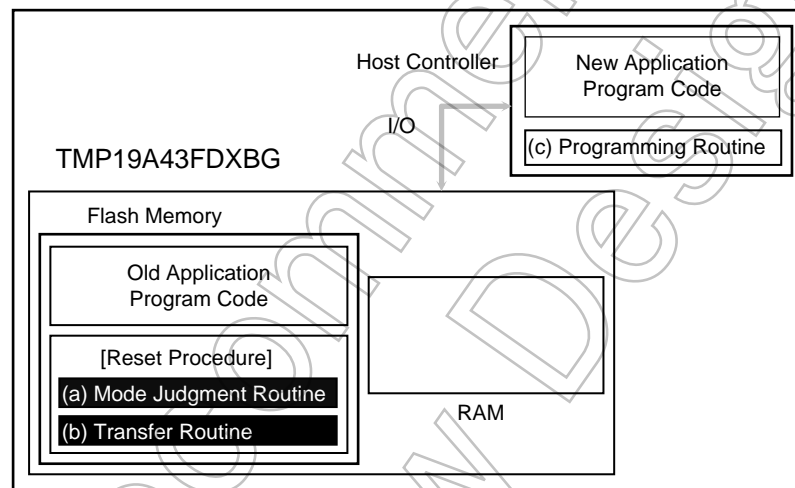 Host Controller
New Application
Program Code
I/O
(c) Programming Routine
TMP19A43FDXBG
Flash Memory
Old Application
Program Code
[Reset Procedure]
(a) Mode Judgment Routine
(b) Transfer Routine
RAM